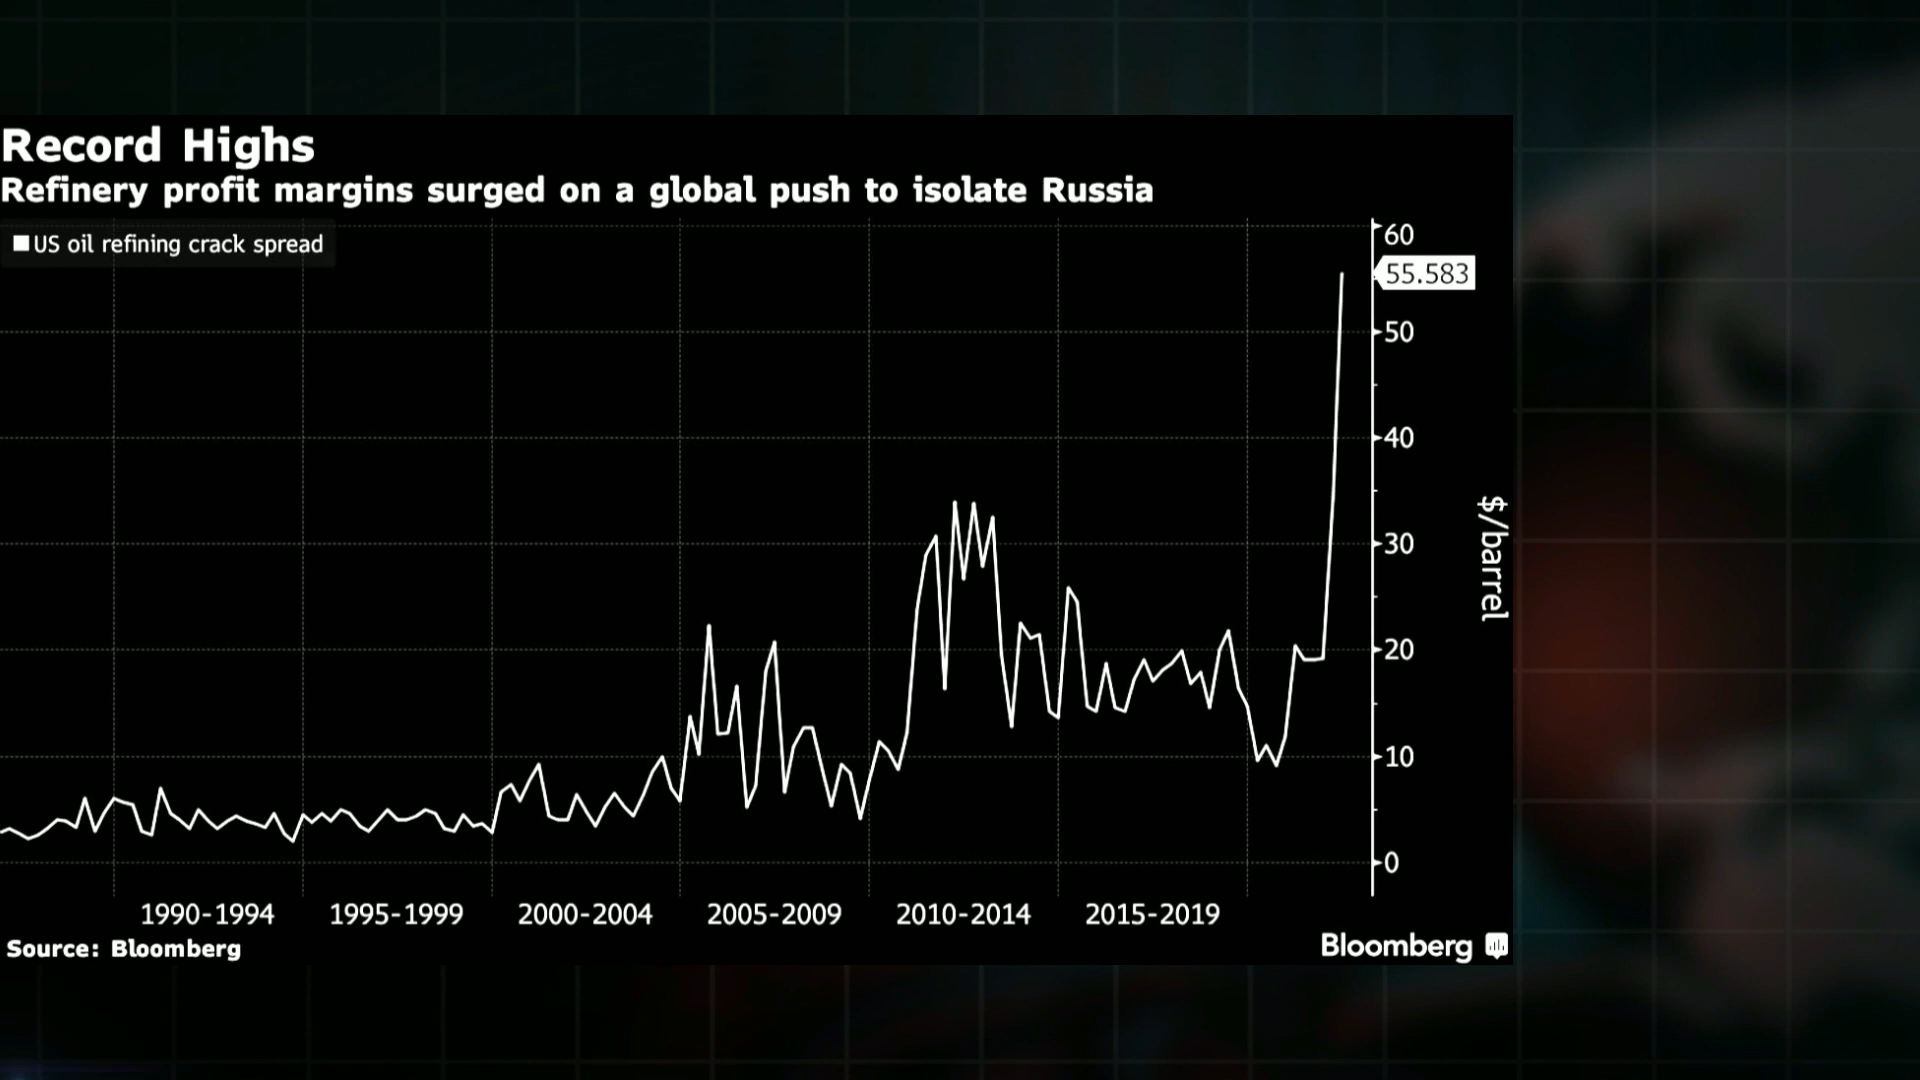 Record Highs
Refinery profit margins surged on a global push to isolate Russia
US oil refining crack spread
60
55.583
50
40
30
20
10
0
$/barrel
1990-1994 1995-1999 2000-2004 2005-2009 2010-2014 2015-2019
Source: Bloomberg
Bloomberg